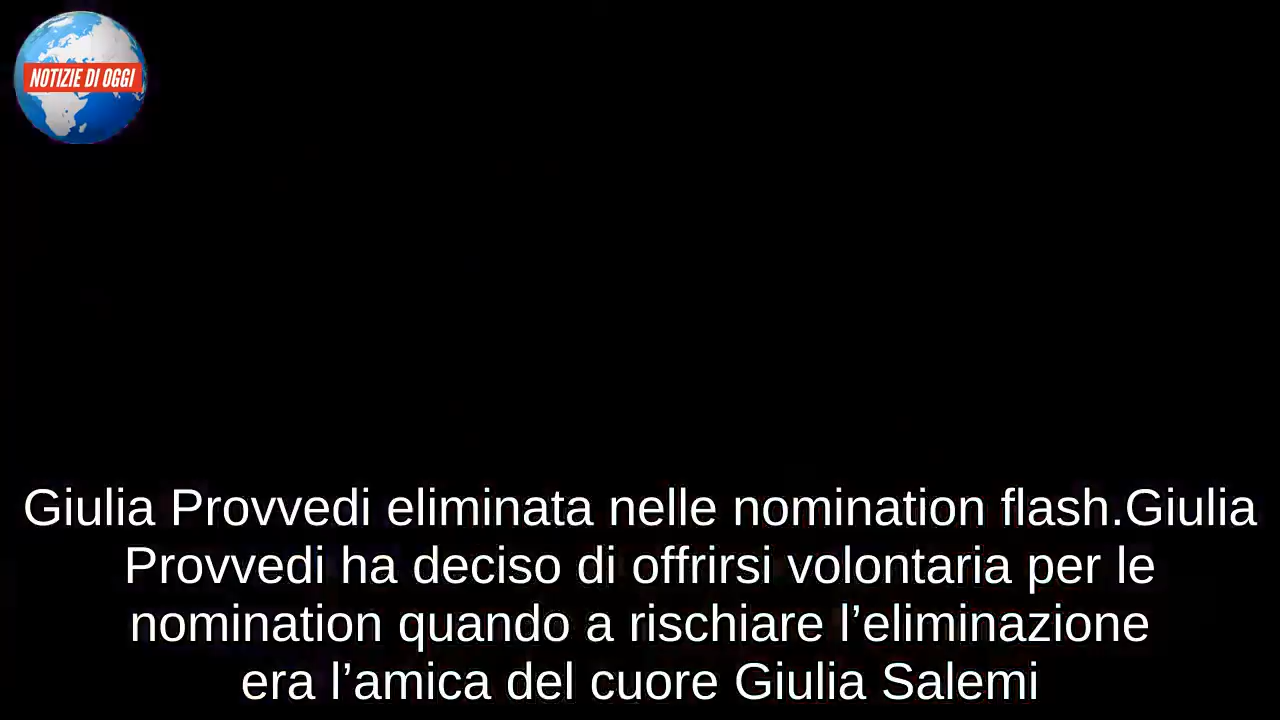 NOTIZIE DI OGGI
Giulia Provvedi eliminata nelle nomination flash.Giulia
Provvedi ha deciso di offrirsi volontaria per le
nomination quando a rischiare l’eliminazione
era l’amica del cuore Giulia Salemi